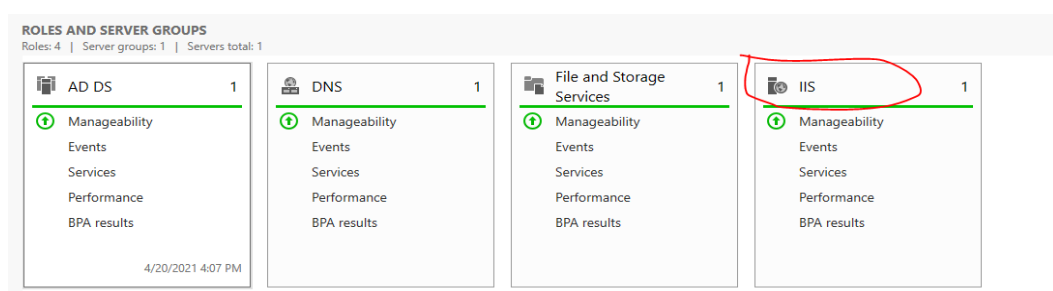 ROLES AND SERVER GROUPS
Roles: 4 | Server groups: 1 | Servers total: 1
AD DS 1
Manageability
Events
Services
Performance
BPA results
4/20/2021 4:07 PM
DNS 1
Manageability
Events
Services
Performance
BPA results
File and Storage
Services 1
Manageability
Events
Services
Performance
BPA results
IIS 1
Manageability
Events
Services
Performance
BPA results